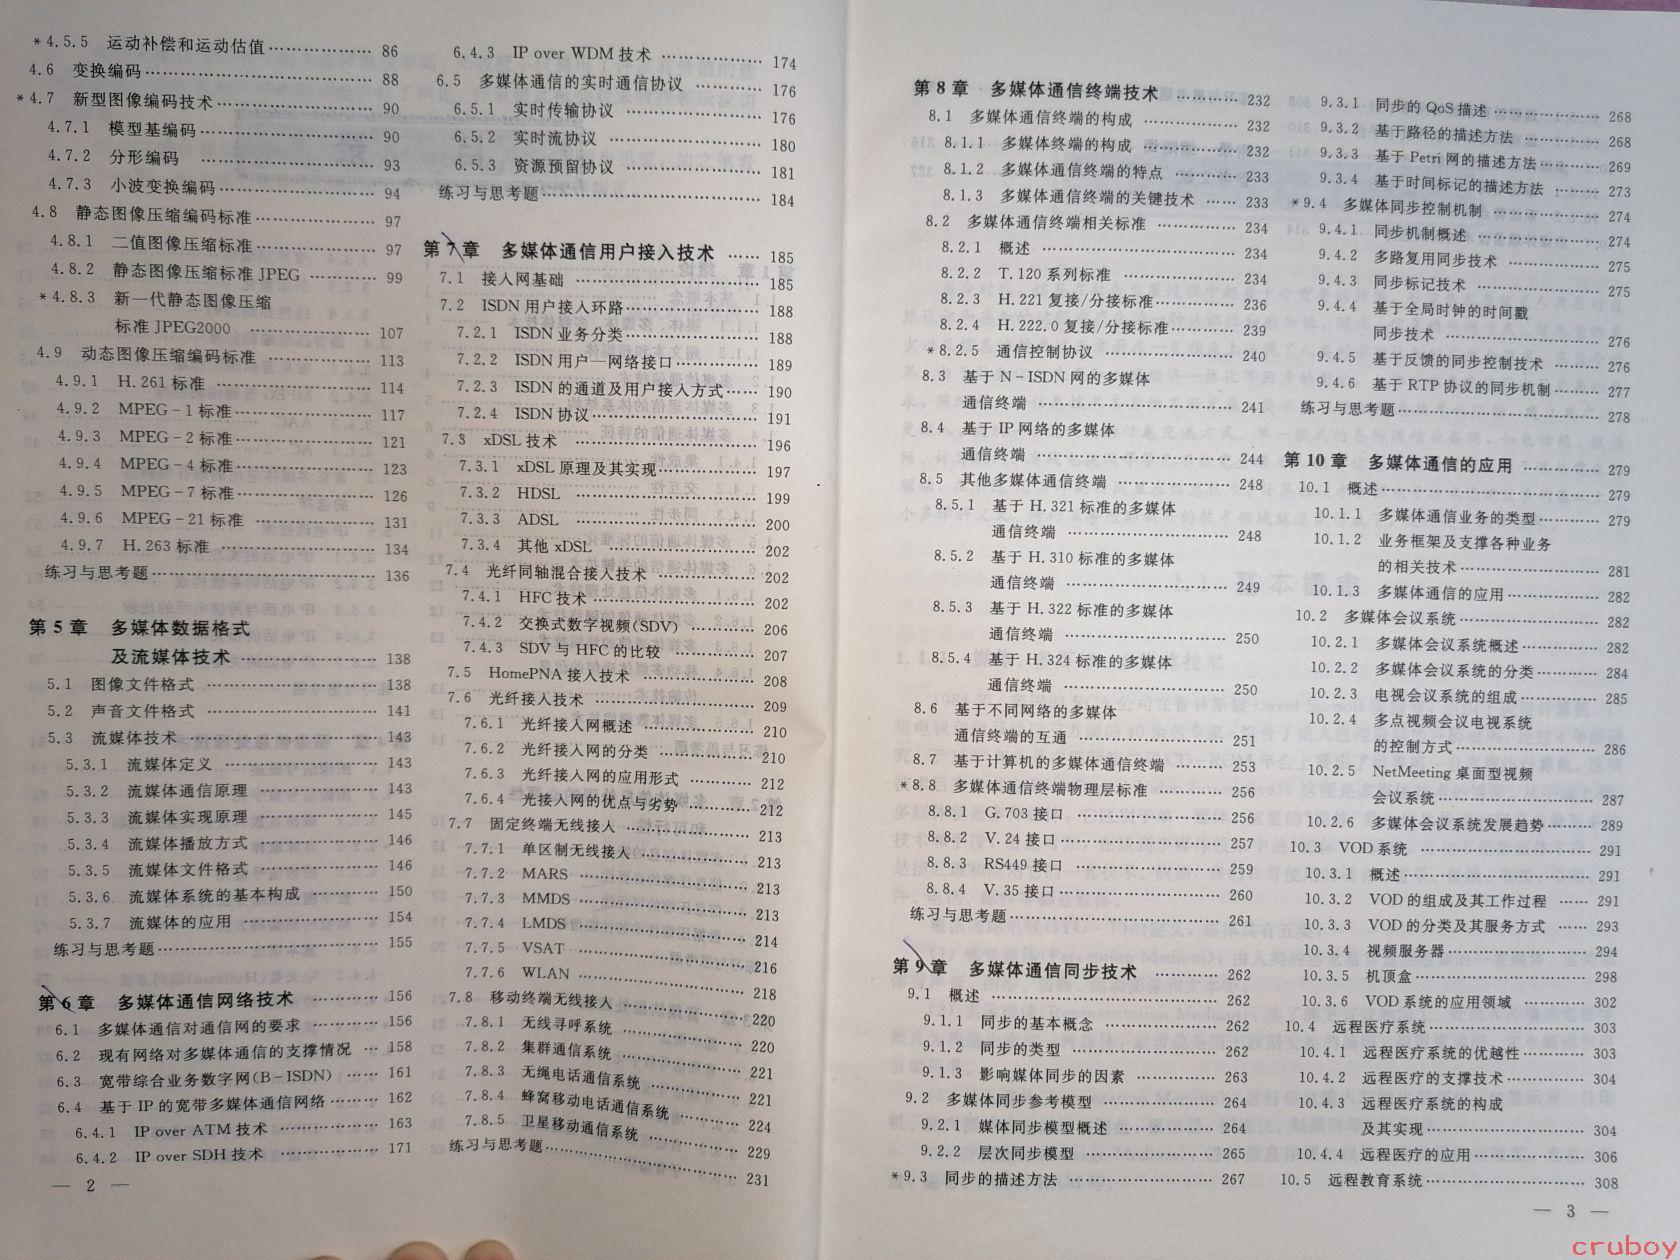 *4.5.5 运动补偿和运动估值 ……………… 86
4.6 变换编码 ……………… 88
*4.7 新型图像编码技术 ……………… 90
4.7.1 模型基编码 ……………… 90
4.7.2 分形编码 ……………… 93
4.7.3 小波变换编码 ……………… 94
4.8 静态图像压缩编码标准 ……………… 97
4.8.1 二值图像压缩标准 ……………… 97
4.8.2 静态图像压缩标准 JPEG ……………… 99
*4.8.3 新一代静态图像压缩
标准 JPEG2000 ……………… 107
4.9 动态图像压缩编码标准 ……………… 113
4.9.1 H.261 标准 ……………… 114
4.9.2 MPEG-1 标准 ……………… 117
4.9.3 MPEG-2 标准 ……………… 121
4.9.4 MPEG-4 标准 ……………… 123
4.9.5 MPEG-7 标准 ……………… 126
4.9.6 MPEG-21 标准 ……………… 131
4.9.7 H.263 标准 ……………… 134
练习与思考题 ……………… 136
第 5 章 多媒体数据格式
及流媒体技术 ……………… 138
5.1 图像文件格式 ……………… 138
5.2 声音文件格式 ……………… 141
5.3 流媒体技术 ……………… 143
5.3.1 流媒体定义 ……………… 143
5.3.2 流媒体通信原理 ……………… 143
5.3.3 流媒体实现原理 ……………… 145
5.3.4 流媒体播放方式 ……………… 146
5.3.5 流媒体文件格式 ……………… 146
5.3.6 流媒体系统的基本构成 ……………… 150
5.3.7 流媒体的应用 ……………… 154
练习与思考题 ……………… 155
第 6 章 多媒体通信网络技术 ……………… 156
6.1 多媒体通信对通信网的要求 ……………… 156
6.2 现有网络对多媒体通信的支撑情况 … 158
6.3 宽带综合业务数字网(B-ISDN) …… 161
6.4 基于 IP 的宽带多媒体通信网络 ……… 162
6.4.1 IP over ATM 技术 ……………… 163
6.4.2 IP over SDH 技术 ……………… 171
— 2 —
6.4.3 IP over WDM 技术 ……………… 174
6.5 多媒体通信的实时通信协议 ……………… 176
6.5.1 实时传输协议 ……………… 176
6.5.2 实时流协议 ……………… 180
6.5.3 资源预留协议 ……………… 181
练习与思考题 ……………… 184
第 7 章 多媒体通信用户接入技术 …… 185
7.1 接入网基础 ……………… 185
7.2 ISDN 用户接入环路 ……………… 188
7.2.1 ISDN 业务分类 ……………… 188
7.2.2 ISDN 用户—网络接口 ……………… 189
7.2.3 ISDN 的通道及用户接入方式 …… 190
7.2.4 ISDN 协议 ……………… 191
7.3 xDSL 技术 ……………… 196
7.3.1 xDSL 原理及其实现 ……………… 197
7.3.2 HDSL ……………… 199
7.3.3 ADSL ……………… 200
7.3.4 其他 xDSL ……………… 202
7.4 光纤同轴混合接入技术 ……………… 202
7.4.1 HFC 技术 ……………… 202
7.4.2 交换式数字视频(SDV) ……………… 206
7.4.3 SDV 与 HFC 的比较 ……………… 207
7.5 HomePNA 接入技术 ……………… 208
7.6 光纤接入技术 ……………… 209
7.6.1 光纤接入网概述 ……………… 210
7.6.2 光纤接入网的分类 ……………… 210
7.6.3 光纤接入网的应用形式 ……………… 212
7.6.4 光接入网的优点与劣势 ……………… 212
7.7 固定终端无线接入 ……………… 213
7.7.1 单区制无线接入 ……………… 213
7.7.2 MARS ……………… 213
7.7.3 MMDS ……………… 213
7.7.4 LMDS ……………… 214
7.7.5 VSAT ……………… 216
7.7.6 WLAN ……………… 218
7.8 移动终端无线接入 ……………… 220
7.8.1 无线寻呼系统 ……………… 220
7.8.2 集群通信系统 ……………… 221
7.8.3 无绳电话通信系统 ……………… 221
7.8.4 蜂窝移动电话通信系统 ……………… 224
7.8.5 卫星移动通信系统 ……………… 229
练习与思考题 ……………… 231
第 8 章 多媒体通信终端技术 ………… 232
8.1 多媒体通信终端的构成 ……………… 232
8.1.1 多媒体终端的构成 ……………… 232
8.1.2 多媒体通信终端的特点 ……………… 233
8.1.3 多媒体通信终端的关键技术 …… 233
8.2 多媒体通信终端相关标准 ……………… 234
8.2.1 概述 ……………… 234
8.2.2 T.120 系列标准 ……………… 234
8.2.3 H.221 复接/分接标准 ……………… 236
8.2.4 H.222.0 复接/分接标准 ……………… 239
*8.2.5 通信控制协议 ……………… 240
8.3 基于 N-ISDN 网的多媒体
通信终端 ……………… 241
8.4 基于 IP 网络的多媒体
通信终端 ……………… 244
8.5 其他多媒体通信终端 ……………… 248
8.5.1 基于 H.321 标准的多媒体
通信终端 ……………… 248
8.5.2 基于 H.310 标准的多媒体
通信终端 ……………… 249
8.5.3 基于 H.322 标准的多媒体
通信终端 ……………… 250
8.5.4 基于 H.324 标准的多媒体
通信终端 ……………… 250
8.6 基于不同网络的多媒体
通信终端的互通 ……………… 251
8.7 基于计算机的多媒体通信终端 ……… 253
*8.8 多媒体通信终端物理层标准 ……… 256
8.8.1 G.703 接口 ……………… 256
8.8.2 V.24 接口 ……………… 257
8.8.3 RS449 接口 ……………… 259
8.8.4 V.35 接口 ……………… 260
练习与思考题 ……………… 261
第 9 章 多媒体通信同步技术 ………… 262
9.1 概述 ……………… 262
9.1.1 同步的基本概念 ……………… 262
9.1.2 同步的类型 ……………… 262
9.1.3 影响媒体同步的因素 ……………… 263
9.2 多媒体同步参考模型 ……………… 264
9.2.1 媒体同步模型概述 ……………… 264
9.2.2 层次同步模型 ……………… 265
*9.3 同步的描述方法 ……………… 267
9.3.1 同步的 QoS 描述 ……………… 268
9.3.2 基于路径的描述方法 ……………… 268
9.3.3 基于 Petri 网的描述方法 ……… 269
9.3.4 基于时间标记的描述方法 ……… 273
*9.4 多媒体同步控制机制 ……………… 274
9.4.1 同步机制概述 ……………… 274
9.4.2 多路复用同步技术 ……………… 275
9.4.3 同步标记技术 ……………… 275
9.4.4 基于全局时钟的时间戳
同步技术 ……………… 276
9.4.5 基于反馈的同步控制技术 ……… 276
9.4.6 基于 RTP 协议的同步机制 ……… 277
练习与思考题 ……………… 278
第 10 章 多媒体通信的应用 ………… 279
10.1 概述 ……………… 279
10.1.1 多媒体通信业务的类型 ……… 279
10.1.2 业务框架及支撑各种业务
的相关技术 ……………… 281
10.1.3 多媒体通信的应用 ……………… 282
10.2 多媒体会议系统 ……………… 282
10.2.1 多媒体会议系统概述 ……………… 282
10.2.2 多媒体会议系统的分类 ……… 284
10.2.3 电视会议系统的组成 ……………… 285
10.2.4 多点视频会议电视系统
的控制方式 ……………… 286
10.2.5 NetMeeting 桌面型视频
会议系统 ……………… 287
10.2.6 多媒体会议系统发展趋势 ……… 289
10.3 VOD 系统 ……………… 291
10.3.1 概述 ……………… 291
10.3.2 VOD 的组成及其工作过程 …… 291
10.3.3 VOD 的分类及其服务方式 …… 293
10.3.4 视频服务器 ……………… 294
10.3.5 机顶盒 ……………… 298
10.3.6 VOD 系统的应用领域 ……… 302
10.4 远程医疗系统 ……………… 303
10.4.1 远程医疗系统的优越性 ……… 303
10.4.2 远程医疗的支撑技术 ……………… 304
10.4.3 远程医疗系统的构成
及其实现 ……………… 304
10.4.4 远程医疗的应用 ……………… 306
10.5 远程教育系统 ……………… 308
— 3 —
cruboy